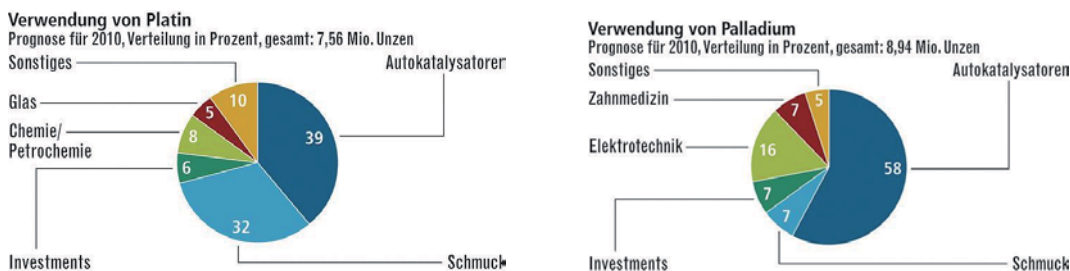 Verwendung von Platin
Prognose für 2010, Verteilung in Prozent, gesamt: 7,56 Mio. Unzen
Sonstiges
Autokatalysatoren
Glas
Chemie/
Petrochemie
Investments
Schmuck
10
5
8
6
39
32
Verwendung von Palladium
Prognose für 2010, Verteilung in Prozent, gesamt: 8,94 Mio. Unzen
Sonstiges
Autokatalysatoren
Zahnmedizin
Elektrotechnik
Investments
Schmuck
5
7
16
7
7
58